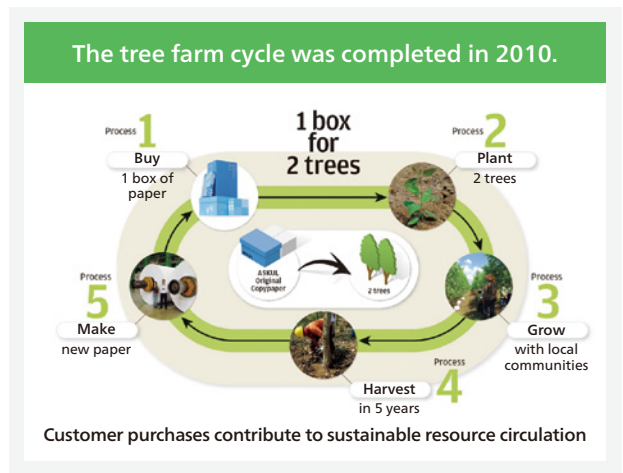 The tree farm cycle was completed in 2010.
1 box
for
2 trees
Process 1
Buy
1 box of
paper
Process 2
Plant
2 trees
ASKUL
Original
Copypaper
2 trees
Process
3
Grow
with local
communities
Process
4
Harvest
in 5 years
Process
5
Make
new paper
Customer purchases contribute to sustainable resource circulation